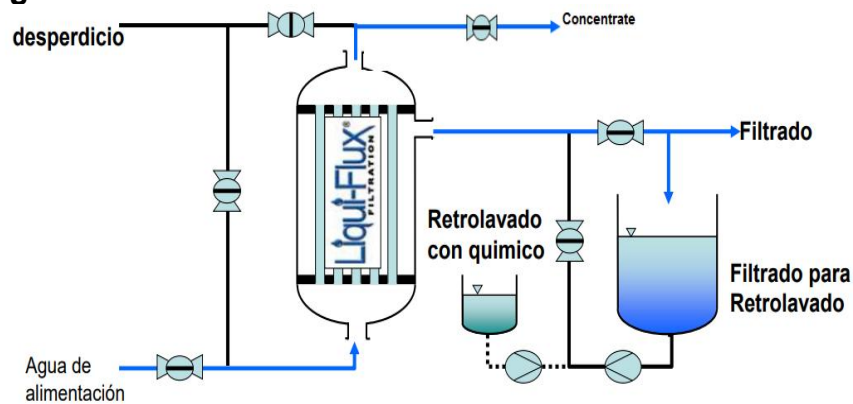 desperdicio
Concentrate
Filtrado
Liqui-Flux®
FILTRATION
Retrolavado
con quimico
Filtrado para
Retrolavado
Agua de
alimentación